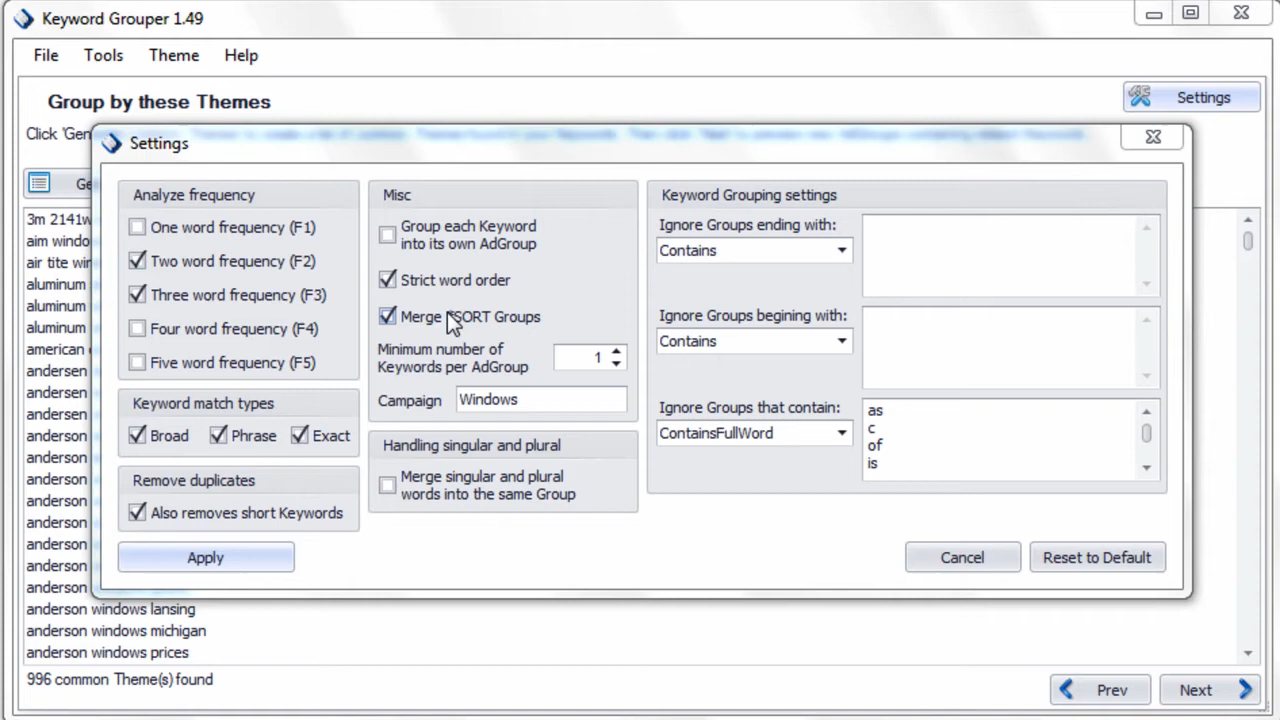 Keyword Grouper 1.49
File Tools Theme Help
Group by these Themes
Settings
Click 'Gen
Settings
Ge
Analyze frequency
One word frequency (F1)
Two word frequency (F2)
Three word frequency (F3)
Four word frequency (F4)
Five word frequency (F5)
Keyword match types
Broad Phrase Exact
Remove duplicates
Also removes short Keywords
Apply
Misc
Group each Keyword
into its own AdGroup
Strict word order
Merge *SORT Groups
Minimum number of
Keywords per AdGroup
1
Campaign Windows
Handling singular and plural
Merge singular and plural
words into the same Group
Keyword Grouping settings
Ignore Groups ending with:
Contains
Ignore Groups begining with:
Contains
Ignore Groups that contain:
ContainsFullWord
as
c
of
is
Cancel Reset to Default
3m 2141w
aim windo
air tite wir
aluminum
aluminum
aluminum
american
andersen
andersen
andersen
anderson
anderson
anderson
anderson
anderson
anderson
anderson
anderson windows lansing
anderson windows michigan
anderson windows prices
996 common Theme(s) found
Prev Next